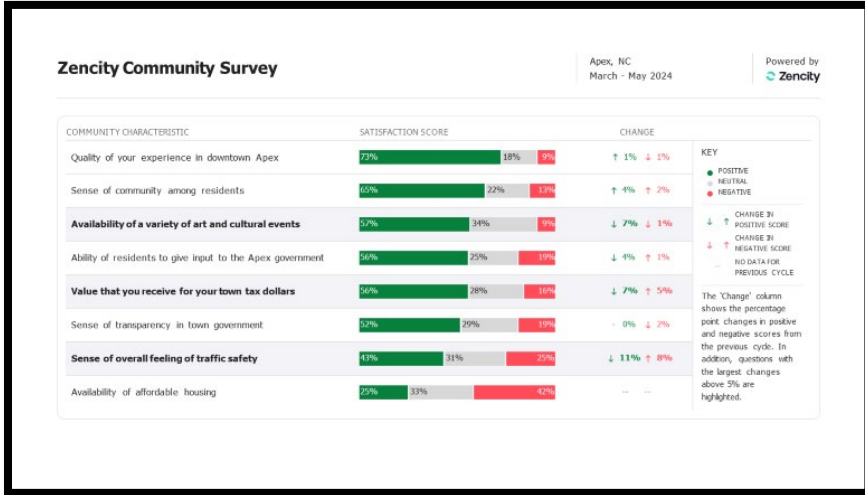 Zencity Community Survey
Apex, NC
March - May 2024
Powered by
Zencity
COMMUNITY CHARACTERISTIC SATISFACTION SCORE CHANGE
Quality of your experience in downtown Apex 73% 18% 9% ↑ 1% ↓ 1%
Sense of community among residents 65% 22% 13% ↑ 4% ↑ 2%
Availability of a variety of art and cultural events 57% 34% 9% ↓ 7% ↓ 1%
Ability of residents to give input to the Apex government 56% 25% 19% ↓ 4% ↑ 1%
Value that you receive for your town tax dollars 56% 28% 16% ↓ 7% ↑ 5%
Sense of transparency in town government 52% 29% 19% - 0% ↓ 2%
Sense of overall feeling of traffic safety 43% 31% 25% ↓ 11% ↑ 8%
Availability of affordable housing 25% 33% 42% -- --
KEY
POSITIVE
NEUTRAL
NEGATIVE
↓ ↑ CHANGE IN
POSITIVE SCORE
↓ ↑ CHANGE IN
NEGATIVE SCORE
-- NO DATA FOR
PREVIOUS CYCLE
The 'Change' column
shows the percentage
point changes in positive
and negative scores from
the previous cycle. In
addition, questions with
the largest changes
above 5% are
highlighted.